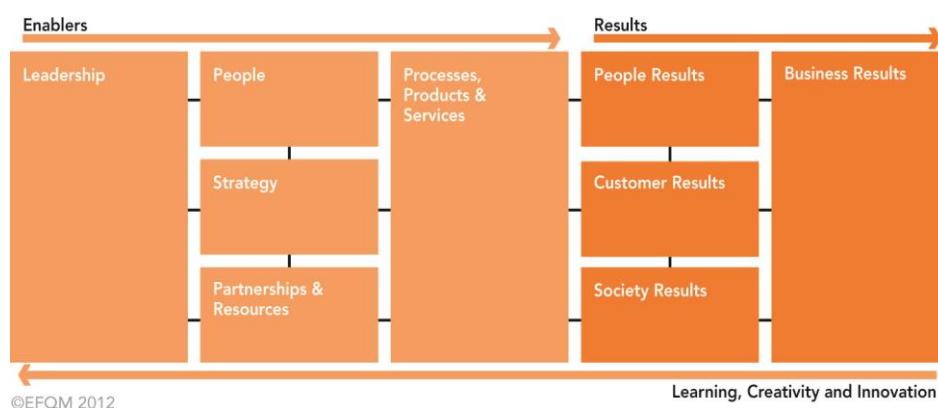 Enablers
Results
Leadership
People
Processes,
Products &
Services
People Results
Business Results
Strategy
Customer Results
Partnerships &
Resources
Society Results
Learning, Creativity and Innovation
©EFQM 2012